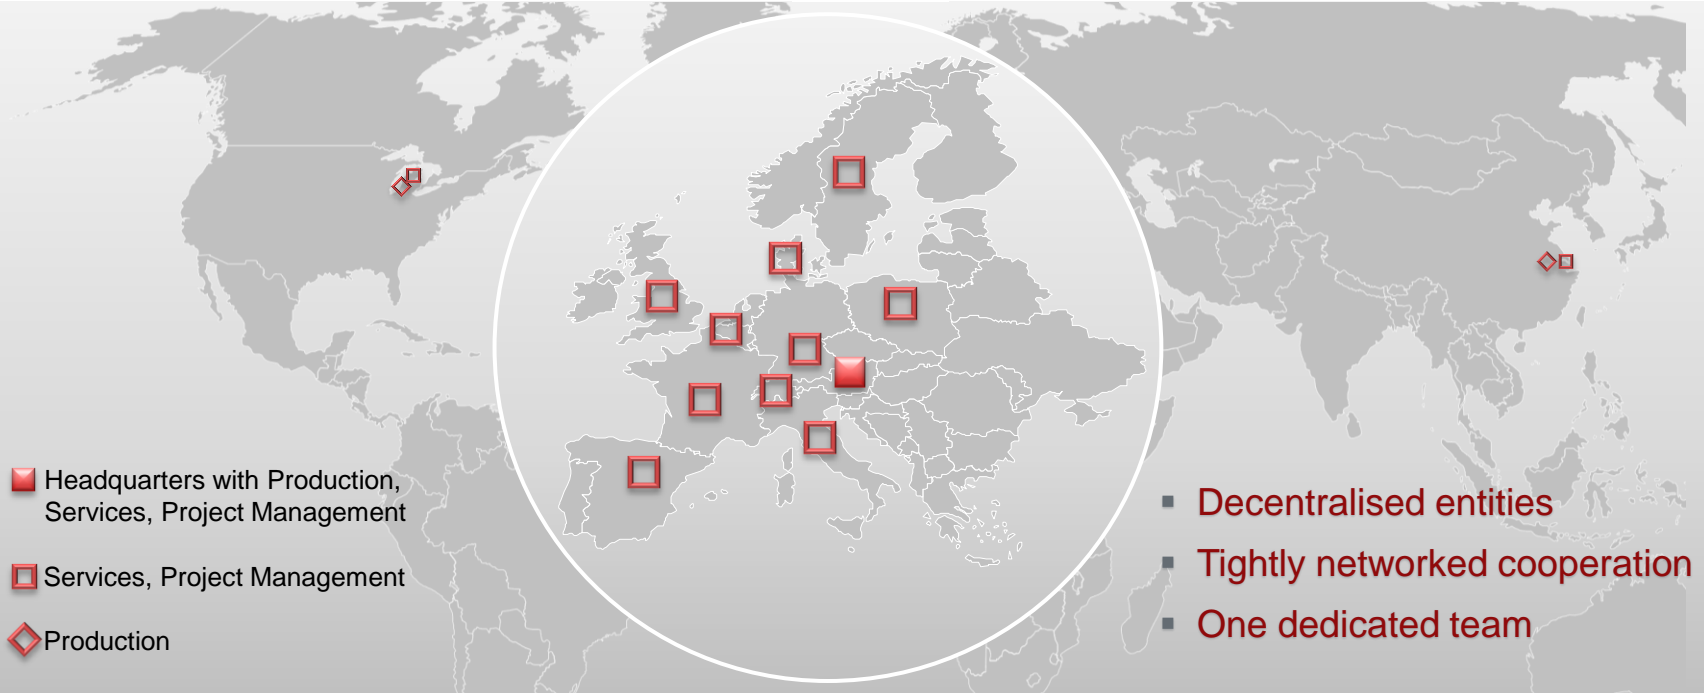 Headquarters with Production,
Services, Project Management
Services, Project Management
Production
▪ Decentralised entities
▪ Tightly networked cooperation
▪ One dedicated team